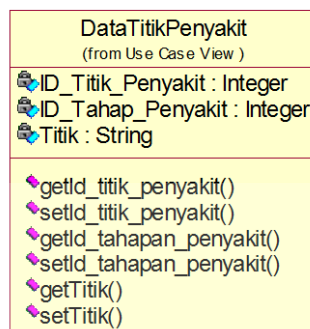 DataTitikPenyakit
(from Use Case View )
ID_Titik_Penyakit : Integer
ID_Tahap_Penyakit : Integer
Titik : String
getId_titik_penyakit()
setId_titik_penyakit()
getId_tahapan_penyakit()
setId_tahapan_penyakit()
getTitik()
setTitik()